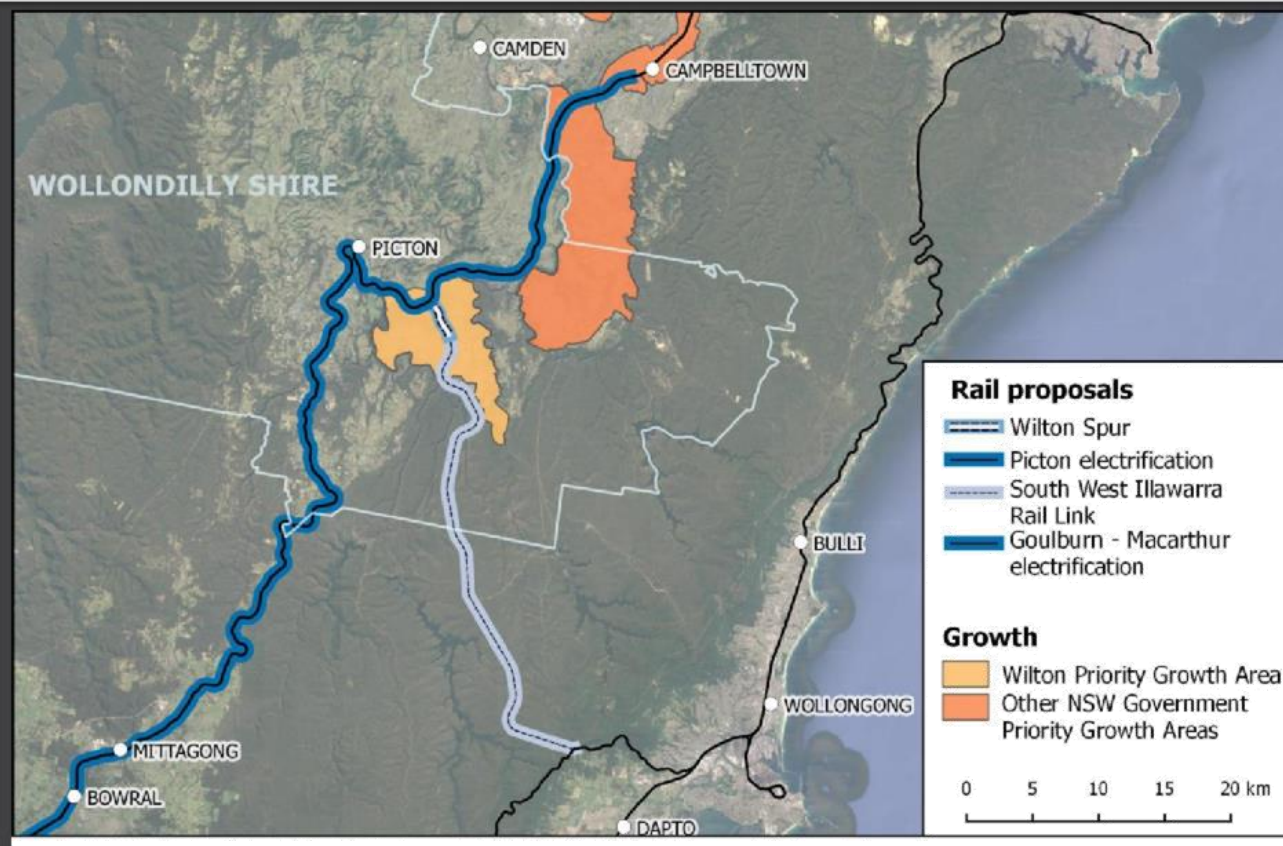 CAMDEN
CAMPBELLTOWN
WOLLONDILLY SHIRE
PICTON
BULLI
WOLLONGONG
MITTAGONG
BOWRAL
DAPTO
Rail proposals
Wilton Spur
Picton electrification
South West Illawarra
Rail Link
Goulburn - Macarthur
electrification
Growth
Wilton Priority Growth Area
Other NSW Government
Priority Growth Areas
0 5 10 15 20 km